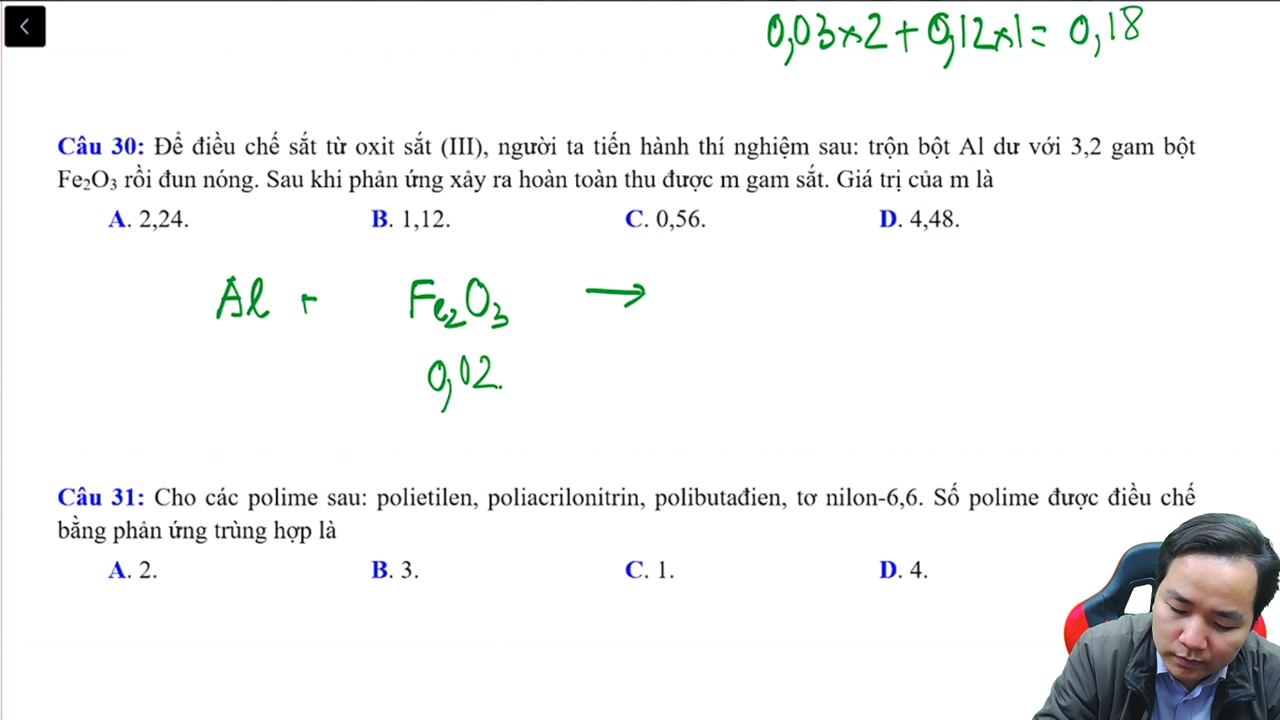 0,03×2 + 0,12×1 = 0,18
Câu 30: Để điều chế sắt từ oxit sắt (III), người ta tiến hành thí nghiệm sau: trộn bột Al dư với 3,2 gam bột
Fe₂O₃ rồi đun nóng. Sau khi phản ứng xảy ra hoàn toàn thu được m gam sắt. Giá trị của m là
A. 2,24. B. 1,12. C. 0,56. D. 4,48.
Al + Fe₂O₃ →
0,02.
Câu 31: Cho các polime sau: polietilen, poliacrilonitrin, polibutađien, tơ nilon-6,6. Số polime được điều chế
bằng phản ứng trùng hợp là
A. 2. B. 3. C. 1. D. 4.